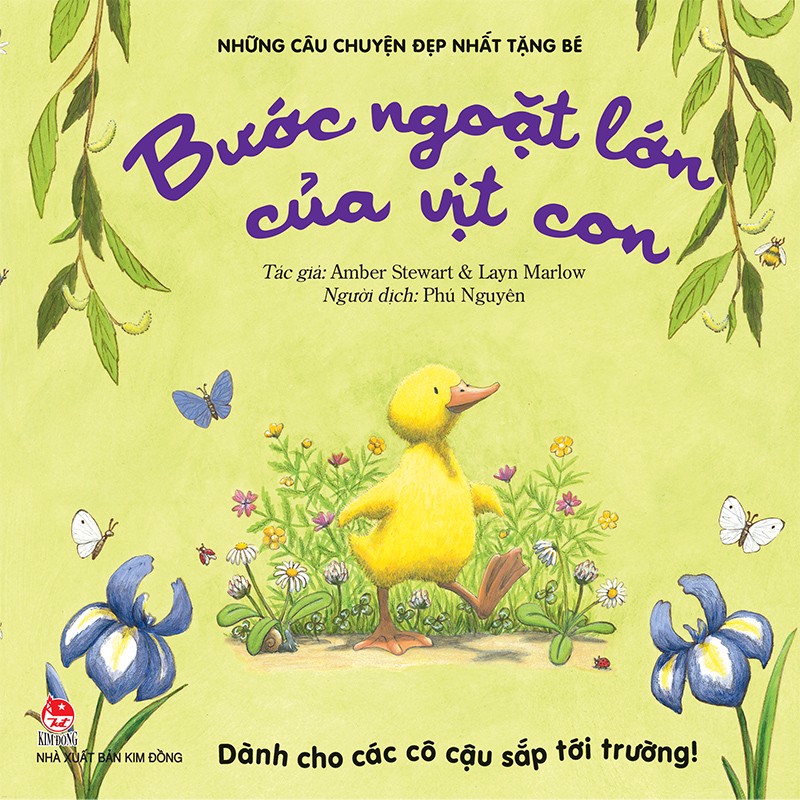 NHỮNG CÂU CHUYỆN ĐẸP NHẤT TẶNG BÉ
Bước ngoặt lớn
của vịt con
Tác giả: Amber Stewart & Layn Marlow
Người dịch: Phú Nguyên
KIM ĐỒNG
NHÀ XUẤT BẢN KIM ĐỒNG
Dành cho các cô cậu sắp tới trường!